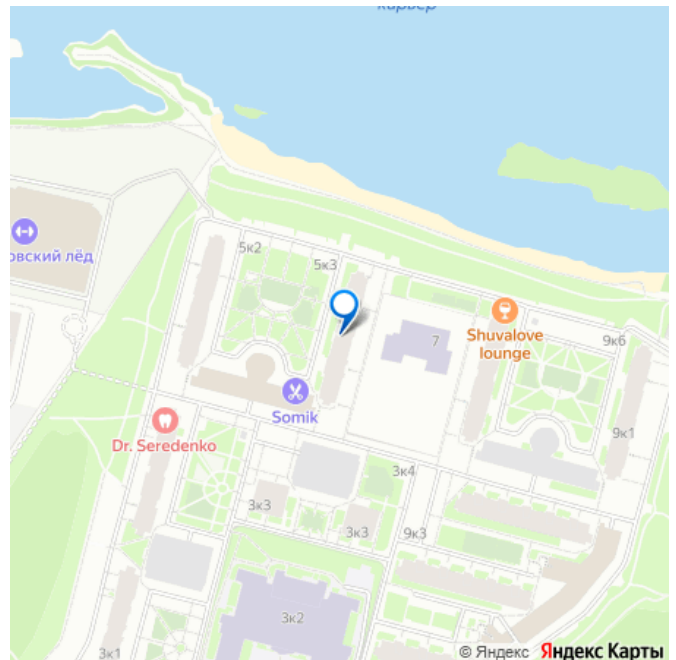 карьер
5к2
5к3
овский лёд
Shuvalove
lounge
7
9к6
Somik
Dr. Seredenko
9к1
3к4
3к3
3к3
9к3
3к2
3к1
© Яндекс Яндекс Карты